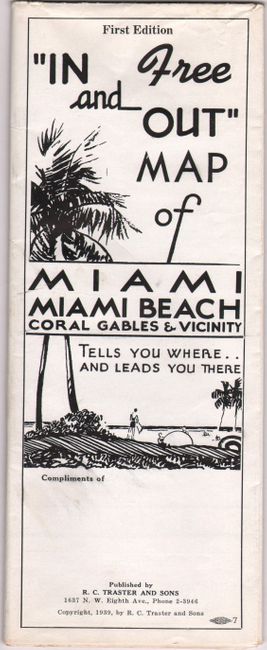 First Edition
"IN Free
and OUT"
MAP
of
MIAMI
MIAMI BEACH
CORAL GABLES & VICINITY
TELLS YOU WHERE..
AND LEADS YOU THERE
Compliments of
Published by
R. C. TRASTER AND SONS
1637 N. W. Eighth Ave., Phone 2-3946
Copyright, 1939, by R. C. Traster and Sons
7